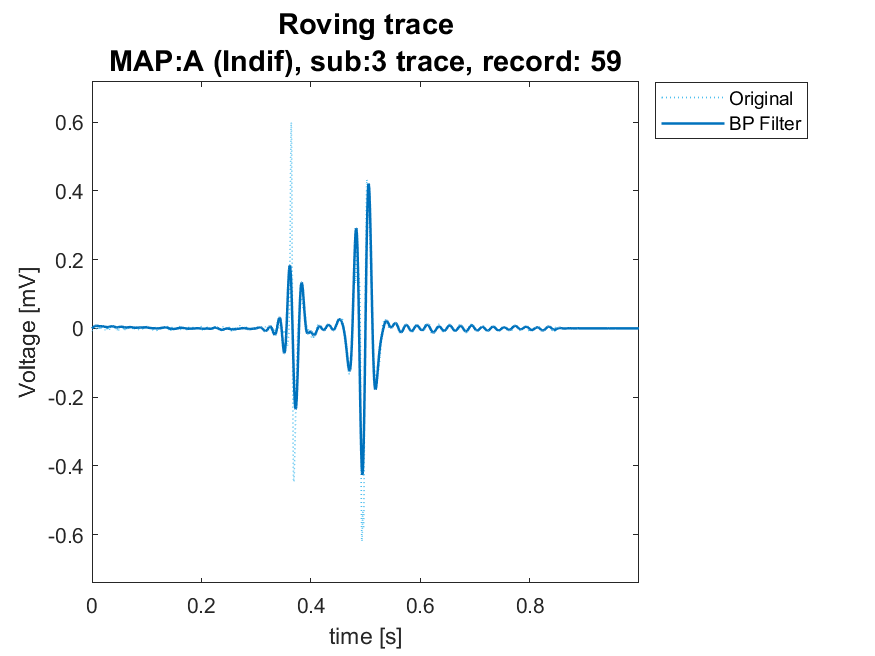 Roving trace
MAP:A (Indif), sub:3 trace, record: 59
Original
BP Filter
0.6
0.4
0.2
0
-0.2
-0.4
-0.6
Voltage [mV]
0
0.2
0.4
0.6
0.8
time [s]